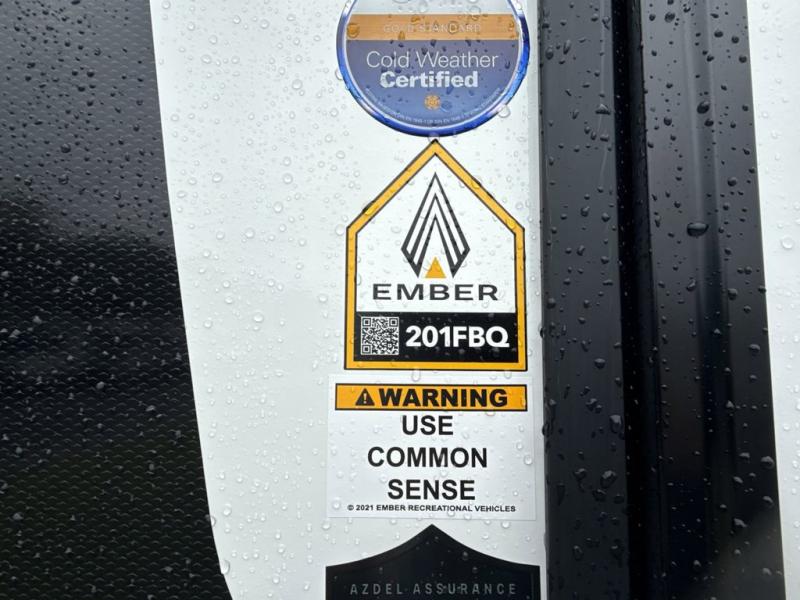 GOLD STANDARD
Cold Weather
Certified
EMBER
201FBQ
WARNING
USE
COMMON
SENSE
© 2021 EMBER RECREATIONAL VEHICLES
AZDEL ASSURANCE